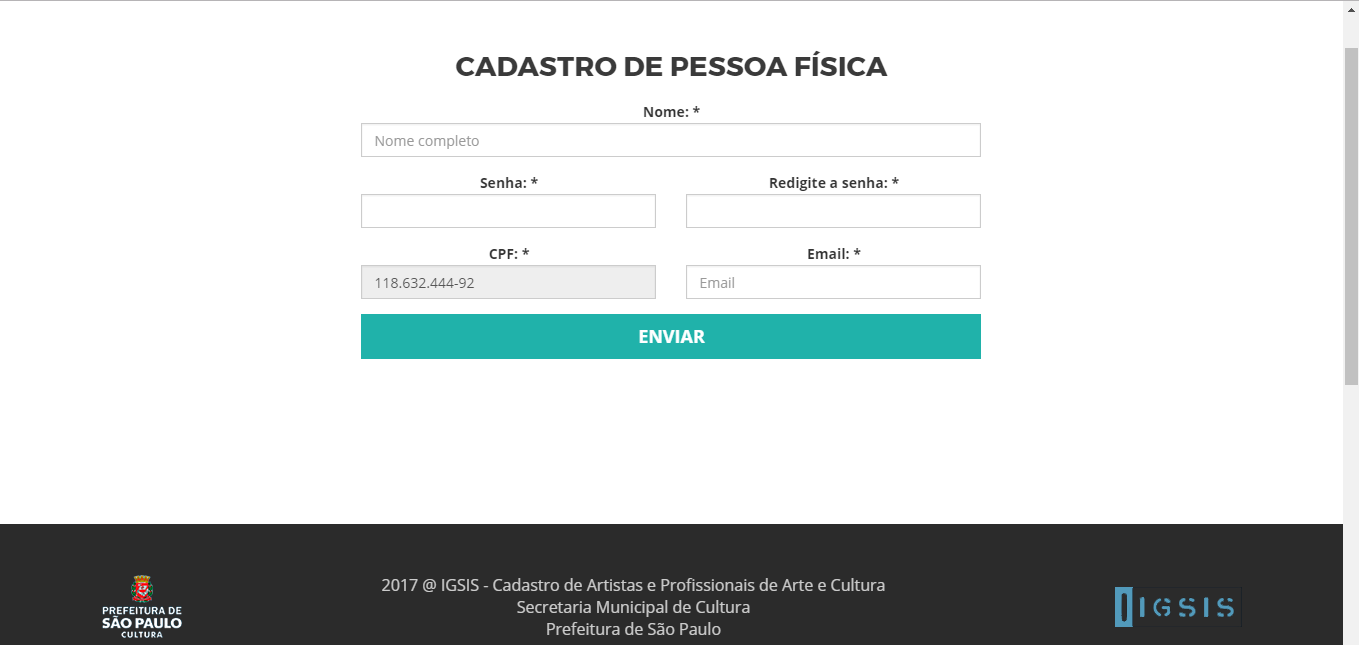 CADASTRO DE PESSOA FÍSICA
Nome: *
Nome completo
Senha: * Redigite a senha: *
CPF: * Email: *
118.632.444-92 Email
ENVIAR
2017 @ IGSIS - Cadastro de Artistas e Profissionais de Arte e Cultura
Secretaria Municipal de Cultura
Prefeitura de São Paulo
PREFEITURA DE
SÃO PAULO
CULTURA
IGSIS